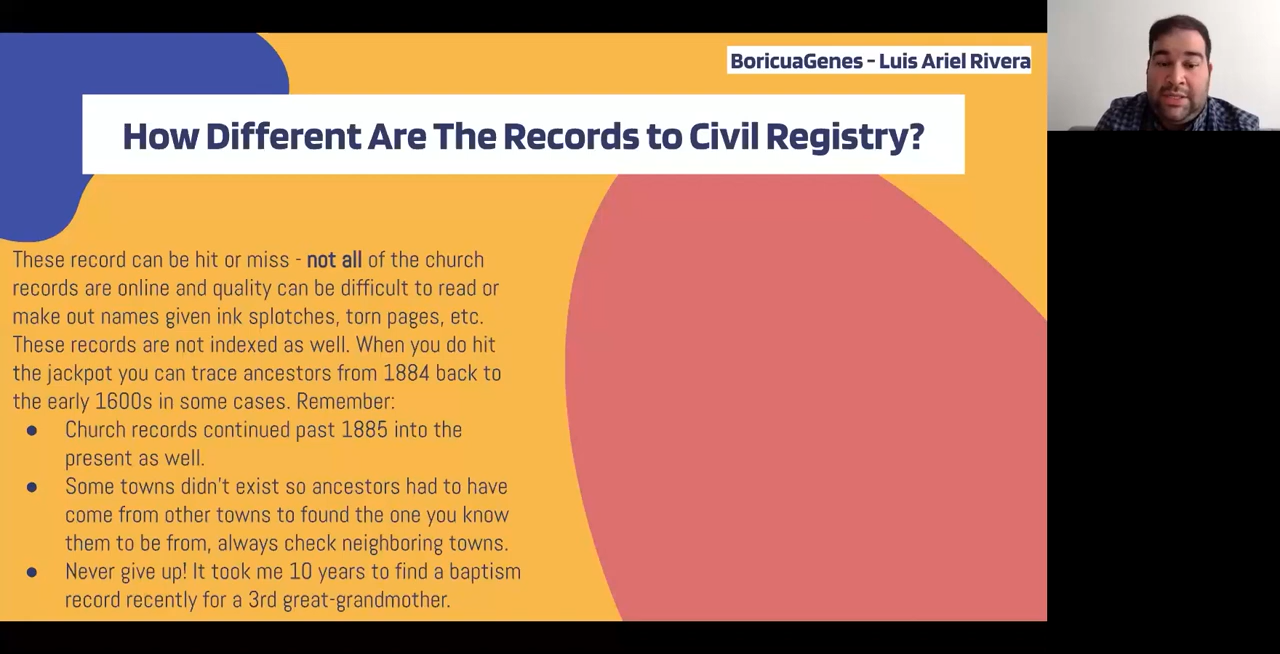 BoricuaGenes - Luis Ariel Rivera
How Different Are The Records to Civil Registry?
These record can be hit or miss - not all of the church
records are online and quality can be difficult to read or
make out names given ink splotches, torn pages, etc.
These records are not indexed as well. When you do hit
the jackpot you can trace ancestors from 1884 back to
the early 1600s in some cases. Remember:
● Church records continued past 1885 into the
present as well.
● Some towns didn't exist so ancestors had to have
come from other towns to found the one you know
them to be from, always check neighboring towns.
● Never give up! It took me 10 years to find a baptism
record recently for a 3rd great-grandmother.